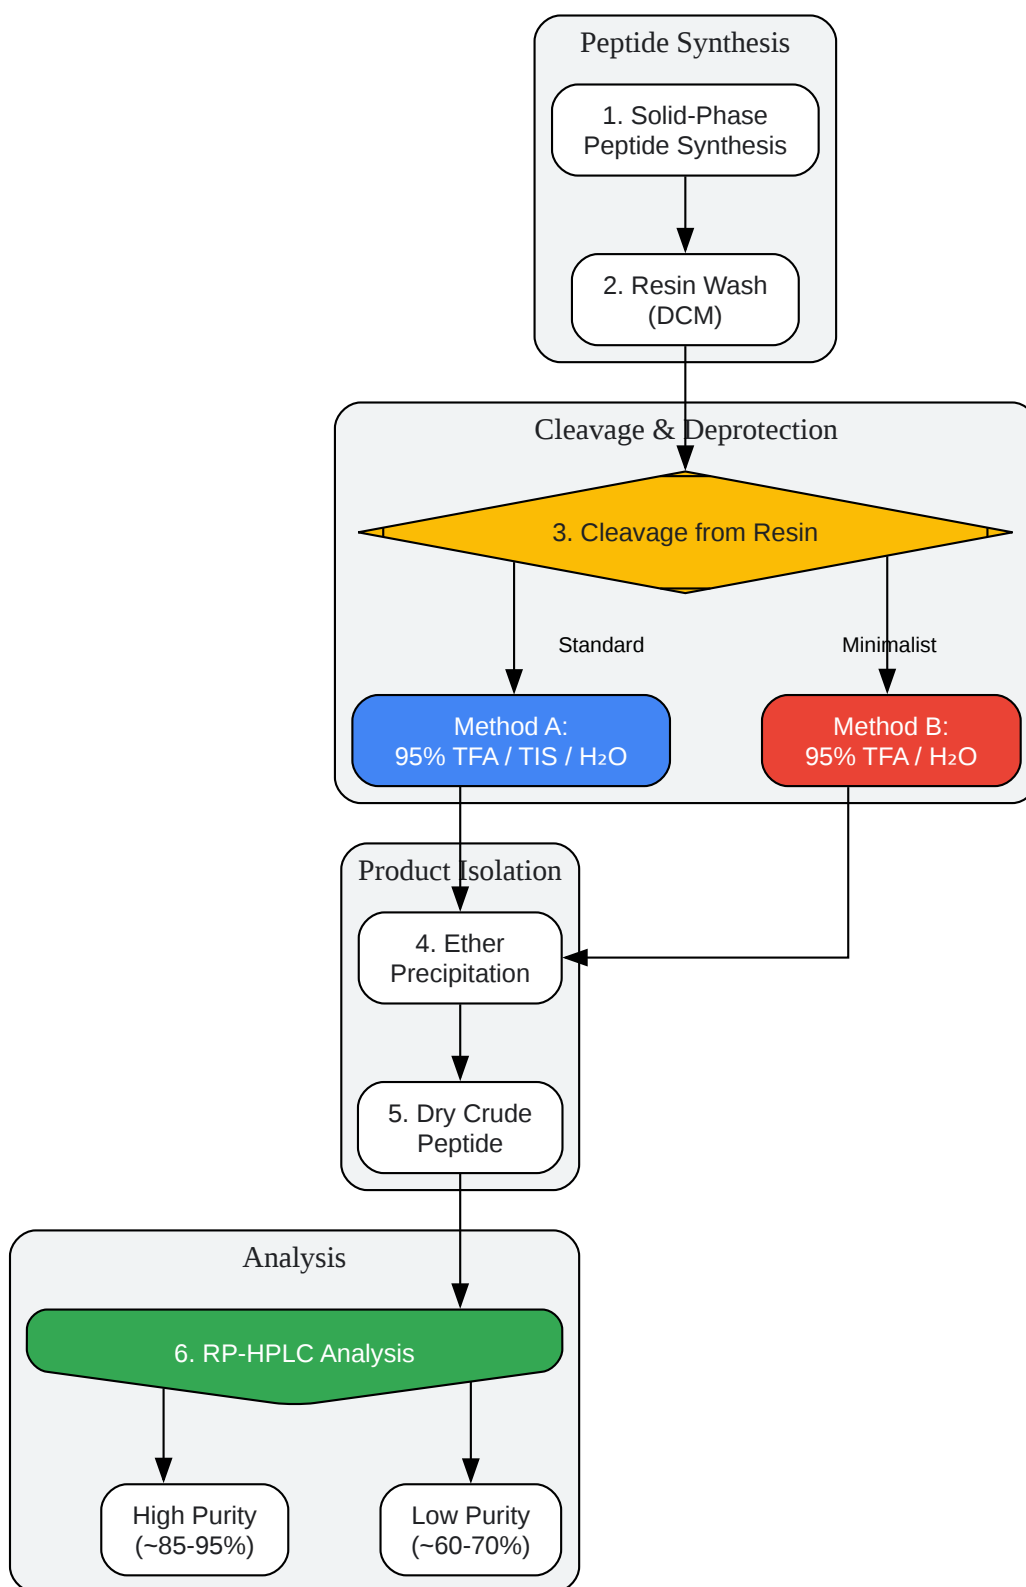 Peptide Synthesis
1. Solid-Phase
Peptide Synthesis
2. Resin Wash
(DCM)
Cleavage & Deprotection
3. Cleavage from Resin
Standard
Minimalist
Method A:
95% TFA / TIS / H₂O
Method B:
95% TFA / H₂O
Product Isolation
4. Ether
Precipitation
5. Dry Crude
Peptide
Analysis
6. RP-HPLC Analysis
High Purity
(~85-95%)
Low Purity
(~60-70%)